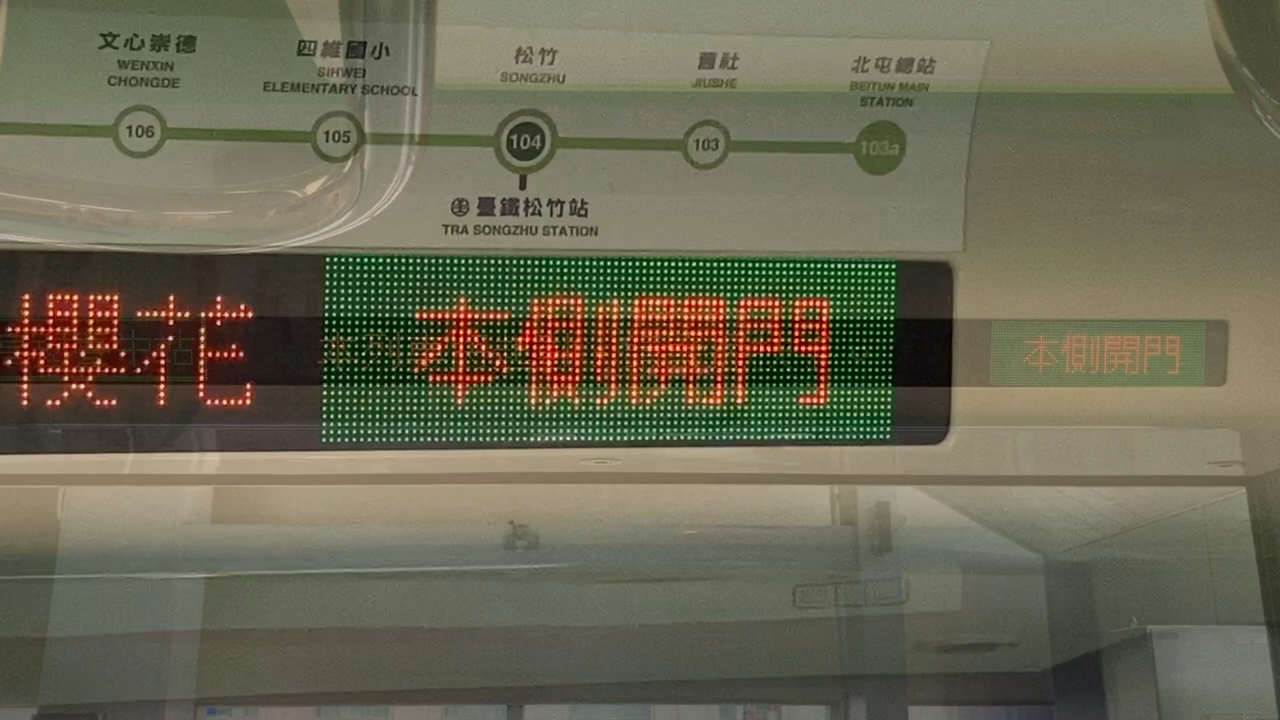 文心崇德
WENXIN
CHONGDE
106
四維國小
SIHWEI
ELEMENTARY SCHOOL
105
松竹
SONGZHU
104
臺鐵松竹站
TRA SONGZHU STATION
舊社
JIUSHE
103
北屯總站
BEITUN MAIN
STATION
103a
櫻花
本側開門
本側開門